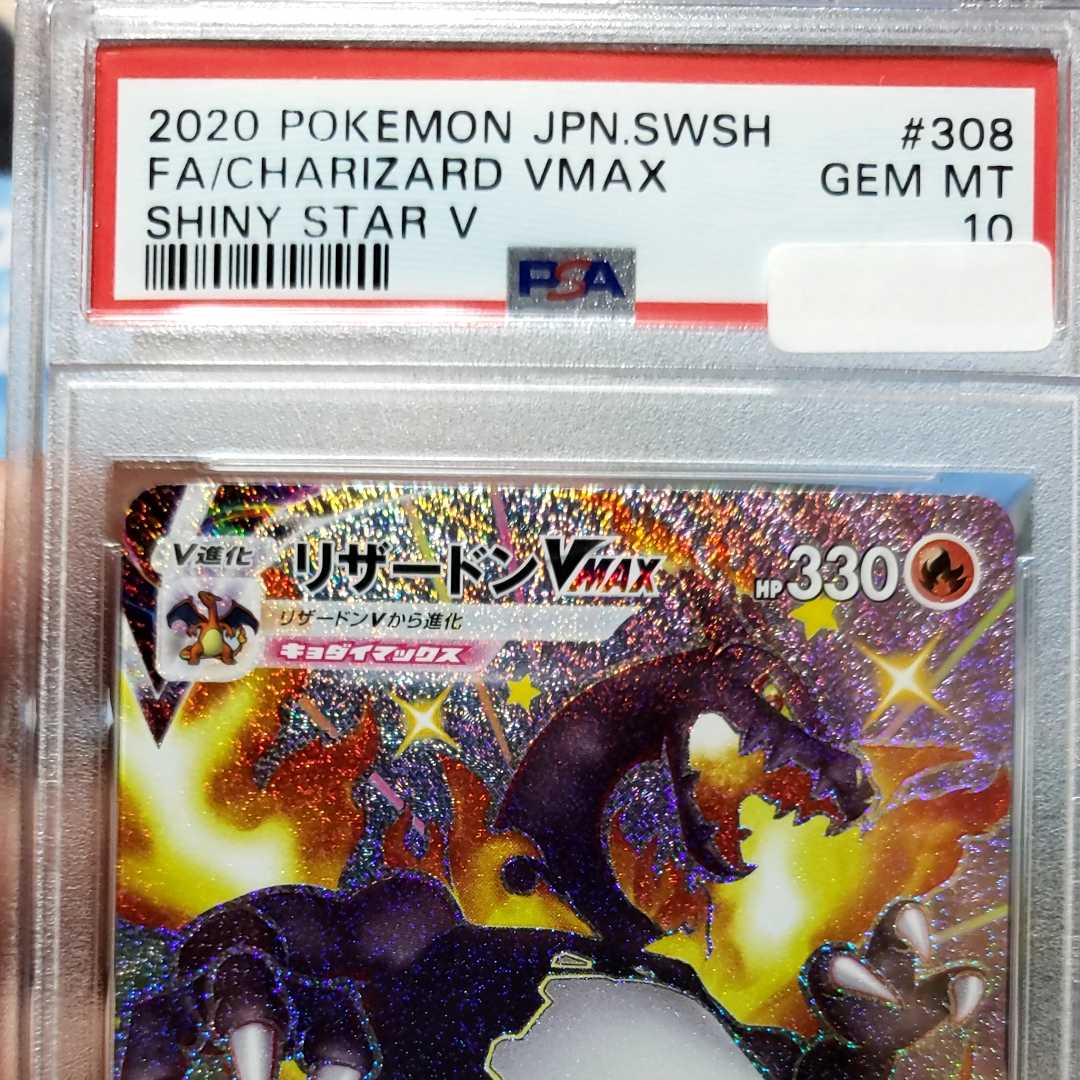 2020 POKEMON JPN.SWSH #308
FA/CHARIZARD VMAX GEM MT
SHINY STAR V 10
PSA
V進化 リザードンVMAX HP 330
リザードンVから進化
キョダイマックス